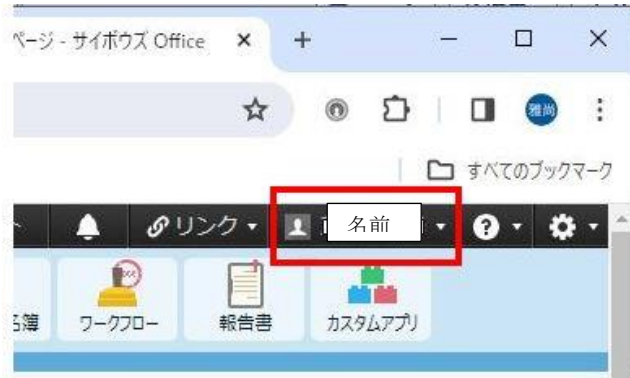 ページ - サイボウズ Office
雅尚
すべてのブックマーク
リンク
名前
名簿
ワークフロー
報告書
カスタムアプリ